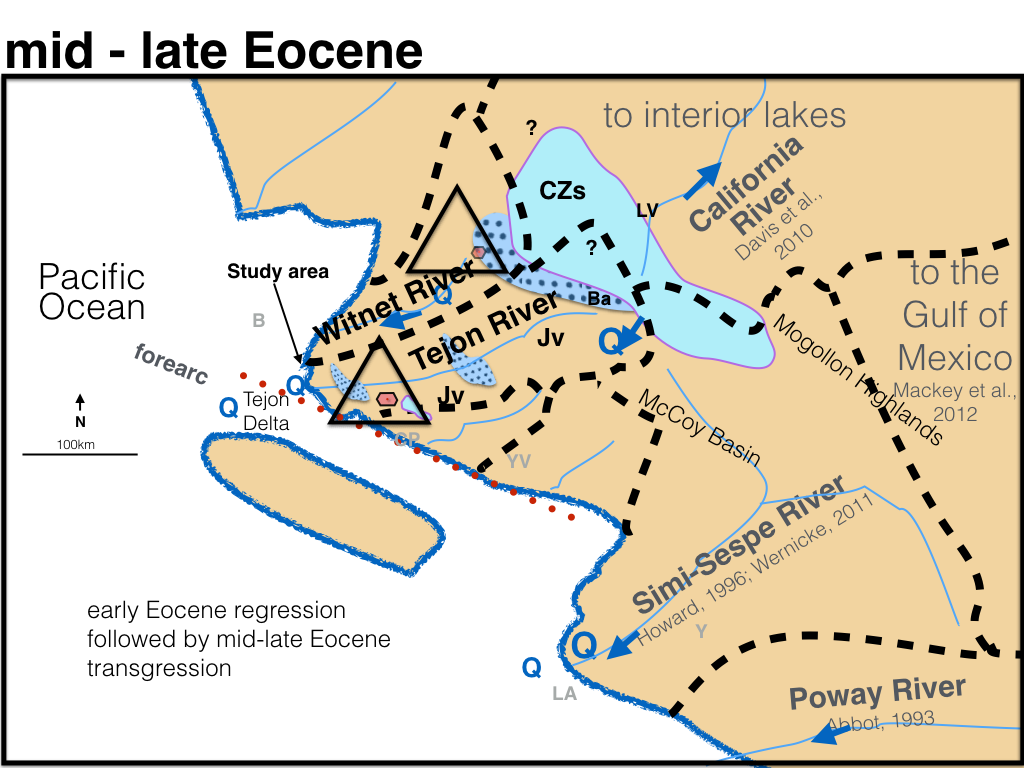 mid - late Eocene
to interior lakes
?
California
River
Davis et al.,
2010
CZs
LV
?
Pacific
Ocean
Study area
Witnet River
Q
Ba
to the
Gulf of
Mexico
Mackey et al.,
2012
B
Tejon River
Jv
Q
Mogollon Highlands
forearc
Q
Q
Tejon
Delta
Jv
N
100km
GP
McCoy Basin
YV
Simi-Sespe River
Howard, 1996; Wernicke, 2011
early Eocene regression
followed by mid-late Eocene
transgression
Y
Q
Q
LA
Poway River
Abbot, 1993